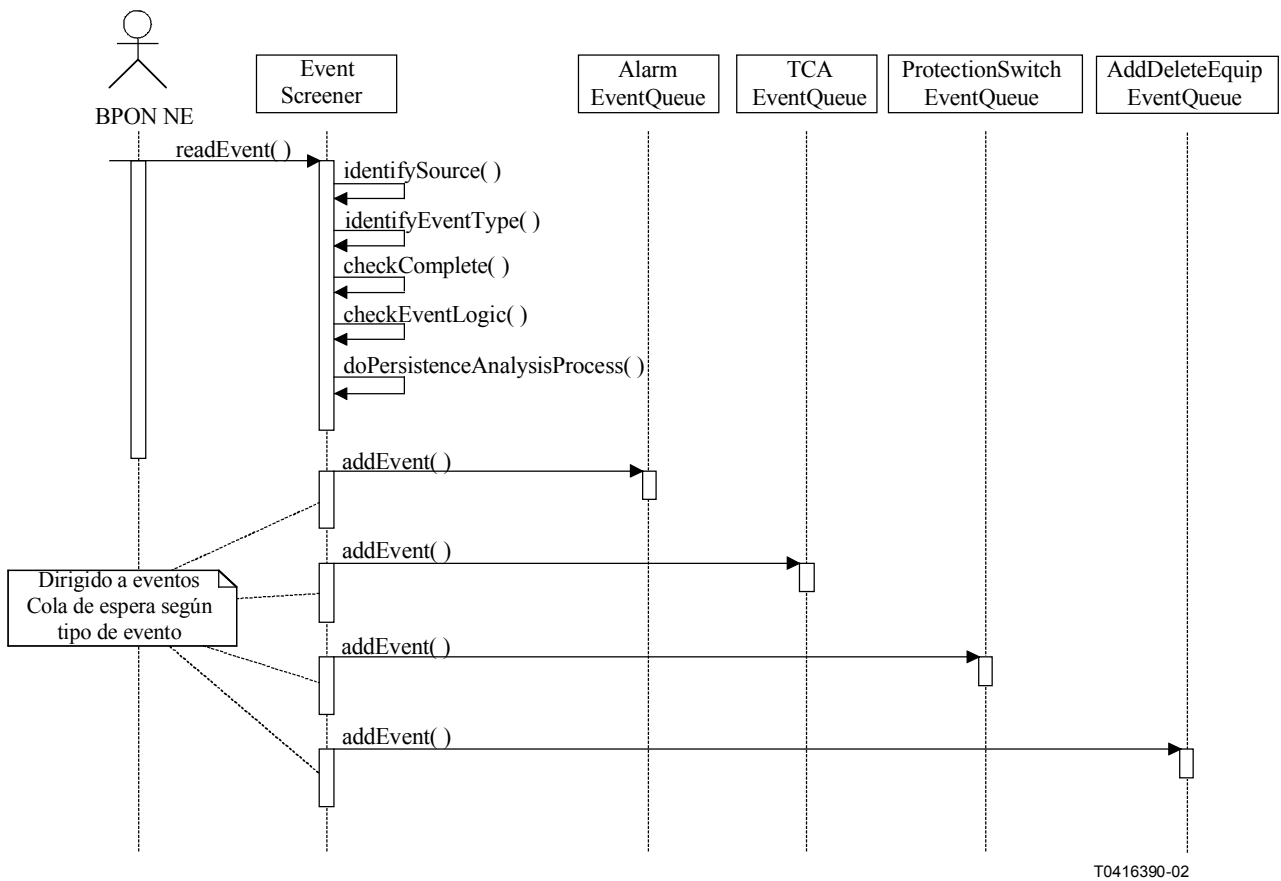 BPON NE
Event
Screener
Alarm
EventQueue
TCA
EventQueue
ProtectionSwitch
EventQueue
AddDeleteEquip
EventQueue
readEvent( )
identifySource( )
identifyEventType( )
checkComplete( )
checkEventLogic( )
doPersistenceAnalysisProcess( )
addEvent( )
addEvent( )
Dirigido a eventos
Cola de espera según
tipo de evento
addEvent( )
addEvent( )
T0416390-02